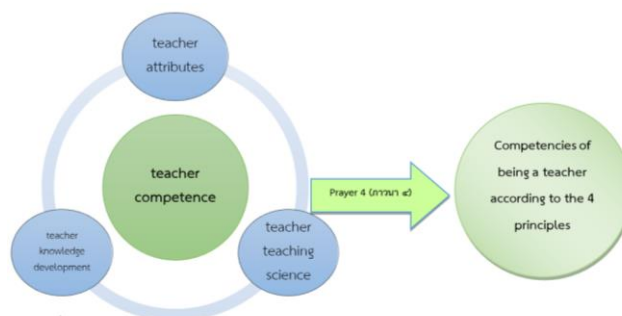 teacher
attributes
teacher
competence
teacher
knowledge
development
teacher
teaching
science
Prayer 4 (ภาวนา ๔)
Competencies of
being a teacher
according to the 4
principles